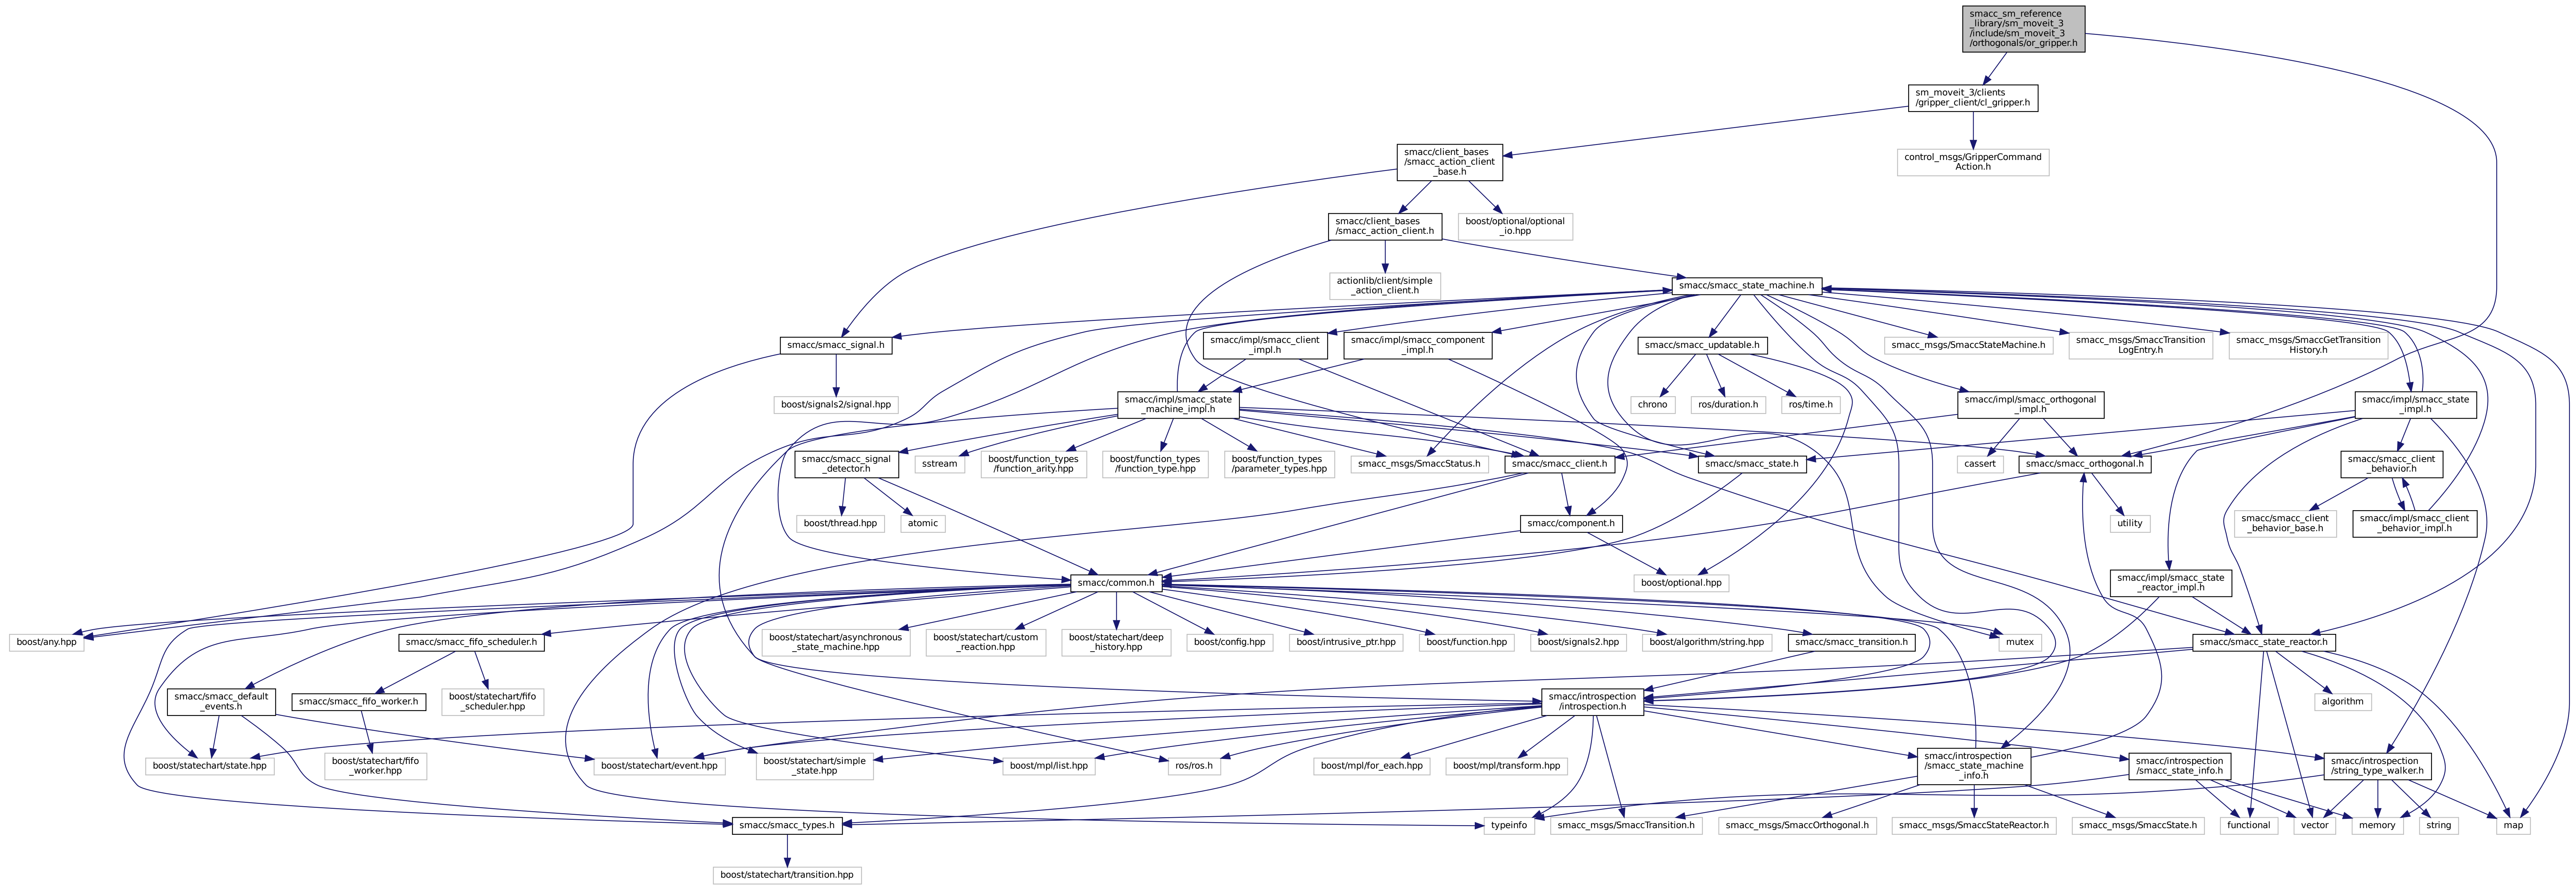 smacc_sm_reference
_library/sm_moveit_3
/include/sm_moveit_3
/orthogonals/or_gripper.h
sm_moveit_3/clients
/gripper_client/cl_gripper.h
smacc/client_bases
/smacc_action_client
_base.h
control_msgs/GripperCommand
Action.h
smacc/client_bases
/smacc_action_client.h
boost/optional/optional
_io.hpp
actionlib/client/simple
_action_client.h
smacc/smacc_state_machine.h
smacc/smacc_signal.h
smacc/impl/smacc_client
_impl.h
smacc/impl/smacc_component
_impl.h
smacc/smacc_updatable.h
smacc_msgs/SmaccStateMachine.h
smacc_msgs/SmaccTransition
LogEntry.h
smacc_msgs/SmaccGetTransition
History.h
boost/signals2/signal.hpp
smacc/impl/smacc_state
_machine_impl.h
chrono
ros/duration.h
ros/time.h
smacc/impl/smacc_orthogonal
_impl.h
smacc/impl/smacc_state
_impl.h
smacc/smacc_signal
_detector.h
sstream
boost/function_types
/function_arity.hpp
boost/function_types
/function_type.hpp
boost/function_types
/parameter_types.hpp
smacc_msgs/SmaccStatus.h
smacc/smacc_client.h
smacc/smacc_state.h
cassert
smacc/smacc_orthogonal.h
smacc/smacc_client
_behavior.h
boost/thread.hpp
atomic
smacc/component.h
utility
smacc/smacc_client
_behavior_base.h
smacc/impl/smacc_client
_behavior_impl.h
smacc/common.h
boost/optional.hpp
smacc/impl/smacc_state
_reactor_impl.h
boost/any.hpp
smacc/smacc_fifo_scheduler.h
boost/statechart/asynchronous
_state_machine.hpp
boost/statechart/custom
_reaction.hpp
boost/statechart/deep
_history.hpp
boost/config.hpp
boost/intrusive_ptr.hpp
boost/function.hpp
boost/signals2.hpp
boost/algorithm/string.hpp
smacc/smacc_transition.h
mutex
smacc/smacc_state_reactor.h
smacc/smacc_default
_events.h
smacc/smacc_fifo_worker.h
boost/statechart/fifo
_scheduler.hpp
smacc/introspection
/introspection.h
algorithm
boost/statechart/state.hpp
boost/statechart/fifo
_worker.hpp
boost/statechart/event.hpp
boost/statechart/simple
_state.hpp
boost/mpl/list.hpp
ros/ros.h
boost/mpl/for_each.hpp
boost/mpl/transform.hpp
smacc/introspection
/smacc_state_machine
_info.h
smacc/introspection
/smacc_state_info.h
smacc/introspection
/string_type_walker.h
smacc/smacc_types.h
typeinfo
smacc_msgs/SmaccTransition.h
smacc_msgs/SmaccOrthogonal.h
smacc_msgs/SmaccStateReactor.h
smacc_msgs/SmaccState.h
functional
vector
memory
string
map
boost/statechart/transition.hpp